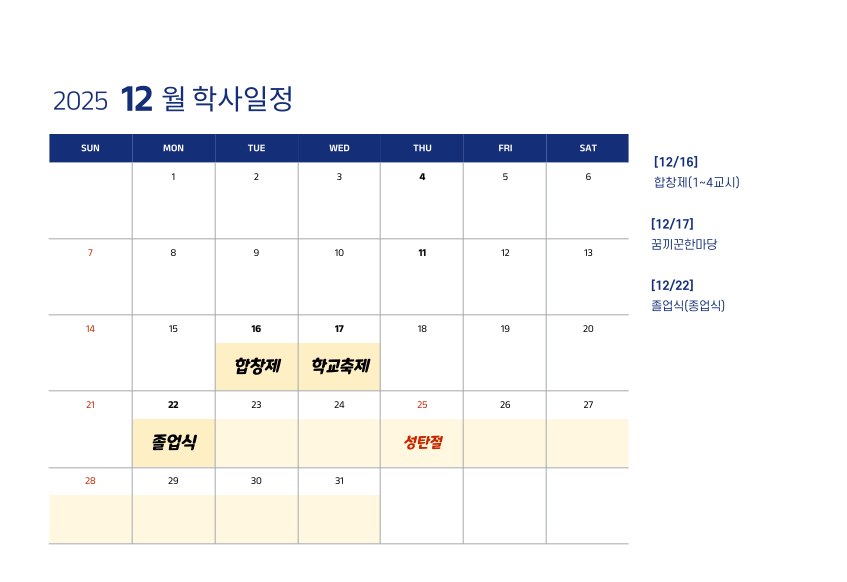 2025 12 월 학사일정
SUN MON TUE WED THU FRI SAT
1 2 3 4 5 6
7 8 9 10 11 12 13
14 15 16 17 18 19 20
합창제 학교축제
21 22 23 24 25 26 27
졸업식 성탄절
28 29 30 31
[12/16]
합창제(1~4교시)
[12/17]
꿈끼꾼한마당
[12/22]
졸업식(종업식)